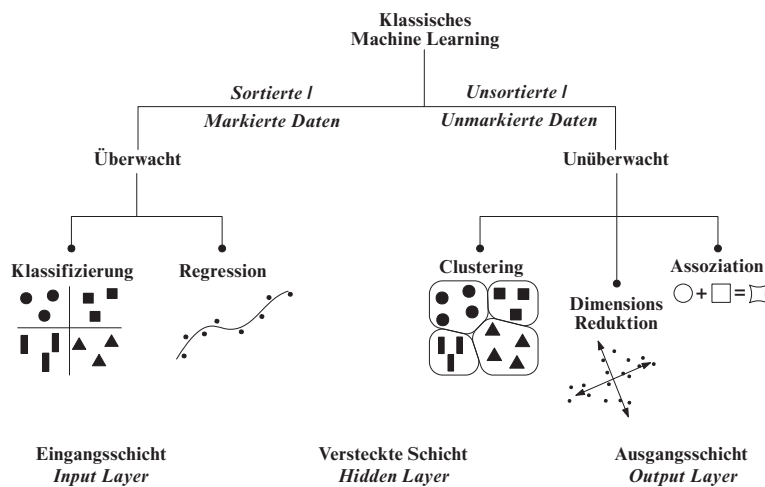 Klassisches
Machine Learning
Sortierte /
Markierte Daten
Unsortierte /
Unmarkierte Daten
Überwacht
Unüberwacht
Klassifizierung
Regression
Clustering
Dimensions
Reduktion
Assoziation
+ =
Eingangsschicht
Input Layer
Versteckte Schicht
Hidden Layer
Ausgangsschicht
Output Layer